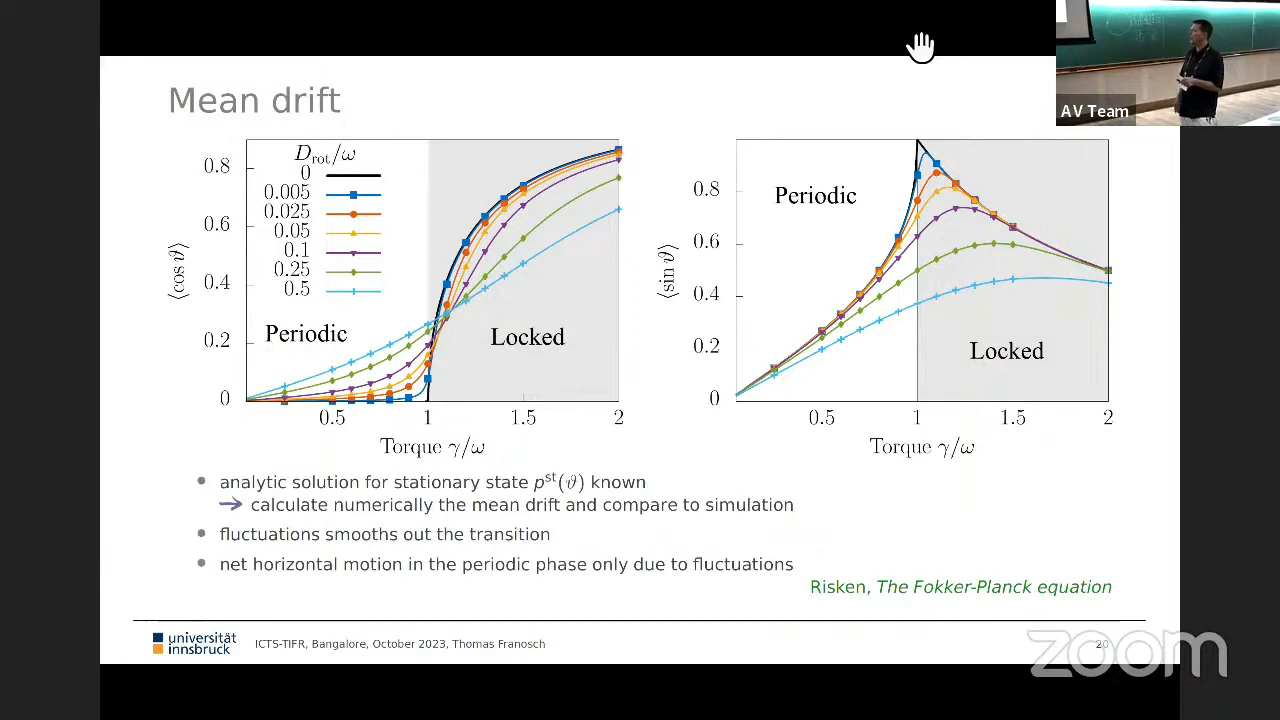 AV Team
Mean drift
D_rot/ω
0
0.005
0.025
0.05
0.1
0.25
0.5
0.8
0.6
0.4
0.2
0
⟨cos ϑ⟩
Periodic
Locked
0.5
1
1.5
2
Torque γ/ω
0.8
0.6
0.4
0.2
0
⟨sin ϑ⟩
Periodic
Locked
0.5
1
1.5
2
Torque γ/ω
• analytic solution for stationary state p^st(ϑ) known
→ calculate numerically the mean drift and compare to simulation
• fluctuations smooths out the transition
• net horizontal motion in the periodic phase only due to fluctuations
Risken, The Fokker-Planck equation
universität
innsbruck
ICTS-TIFR, Bangalore, October 2023, Thomas Franosch
20
zoom